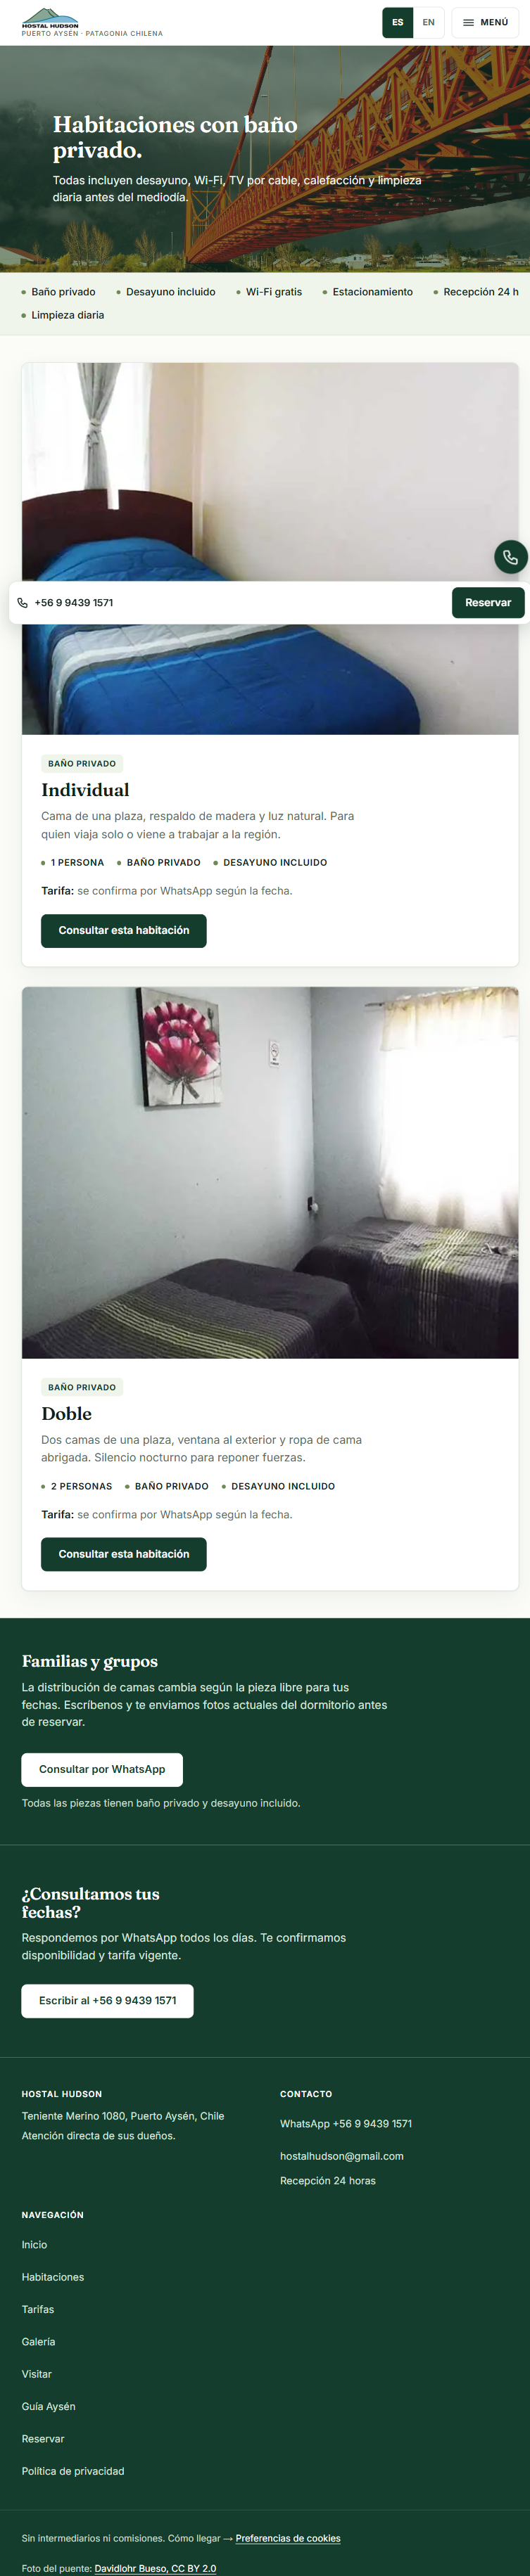 HOSTAL HUDSON
PUERTO AYSÉN · PATAGONIA CHILENA
ES
EN
MENÚ
Habitaciones con baño
privado.
Todas incluyen desayuno, Wi-Fi, TV por cable, calefacción y limpieza
diaria antes del mediodía.
Baño privado
Desayuno incluido
Wi-Fi gratis
Estacionamiento
Recepción 24 h
Limpieza diaria
+56 9 9439 1571
Reservar
BAÑO PRIVADO
Individual
Cama de una plaza, respaldo de madera y luz natural. Para
quien viaja solo o viene a trabajar a la región.
1 PERSONA
BAÑO PRIVADO
DESAYUNO INCLUIDO
Tarifa: se confirma por WhatsApp según la fecha.
Consultar esta habitación
BAÑO PRIVADO
Doble
Dos camas de una plaza, ventana al exterior y ropa de cama
abrigada. Silencio nocturno para reponer fuerzas.
2 PERSONAS
BAÑO PRIVADO
DESAYUNO INCLUIDO
Tarifa: se confirma por WhatsApp según la fecha.
Consultar esta habitación
Familias y grupos
La distribución de camas cambia según la pieza libre para tus
fechas. Escríbenos y te enviamos fotos actuales del dormitorio antes
de reservar.
Consultar por WhatsApp
Todas las piezas tienen baño privado y desayuno incluido.
¿Consultamos tus
fechas?
Respondemos por WhatsApp todos los días. Te confirmamos
disponibilidad y tarifa vigente.
Escribir al +56 9 9439 1571
HOSTAL HUDSON
Teniente Merino 1080, Puerto Aysén, Chile
Atención directa de sus dueños.
CONTACTO
WhatsApp +56 9 9439 1571
hostalhudson@gmail.com
Recepción 24 horas
NAVEGACIÓN
Inicio
Habitaciones
Tarifas
Galería
Visitar
Guía Aysén
Reservar
Política de privacidad
Sin intermediarios ni comisiones. Cómo llegar → Preferencias de cookies
Foto del puente: Davidlohr Bueso, CC BY 2.0